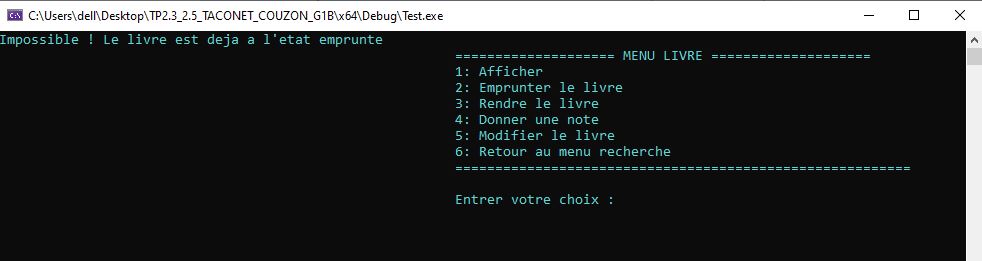 C:\Users\dell\Desktop\TP2.3_2.5_TACONET_COUZON_G1B\x64\Debug\Test.exe
Impossible ! Le livre est deja a l'etat emprunte
==================== MENU LIVRE ====================
1: Afficher
2: Emprunter le livre
3: Rendre le livre
4: Donner une note
5: Modifier le livre
6: Retour au menu recherche
=========================================================
Entrer votre choix :